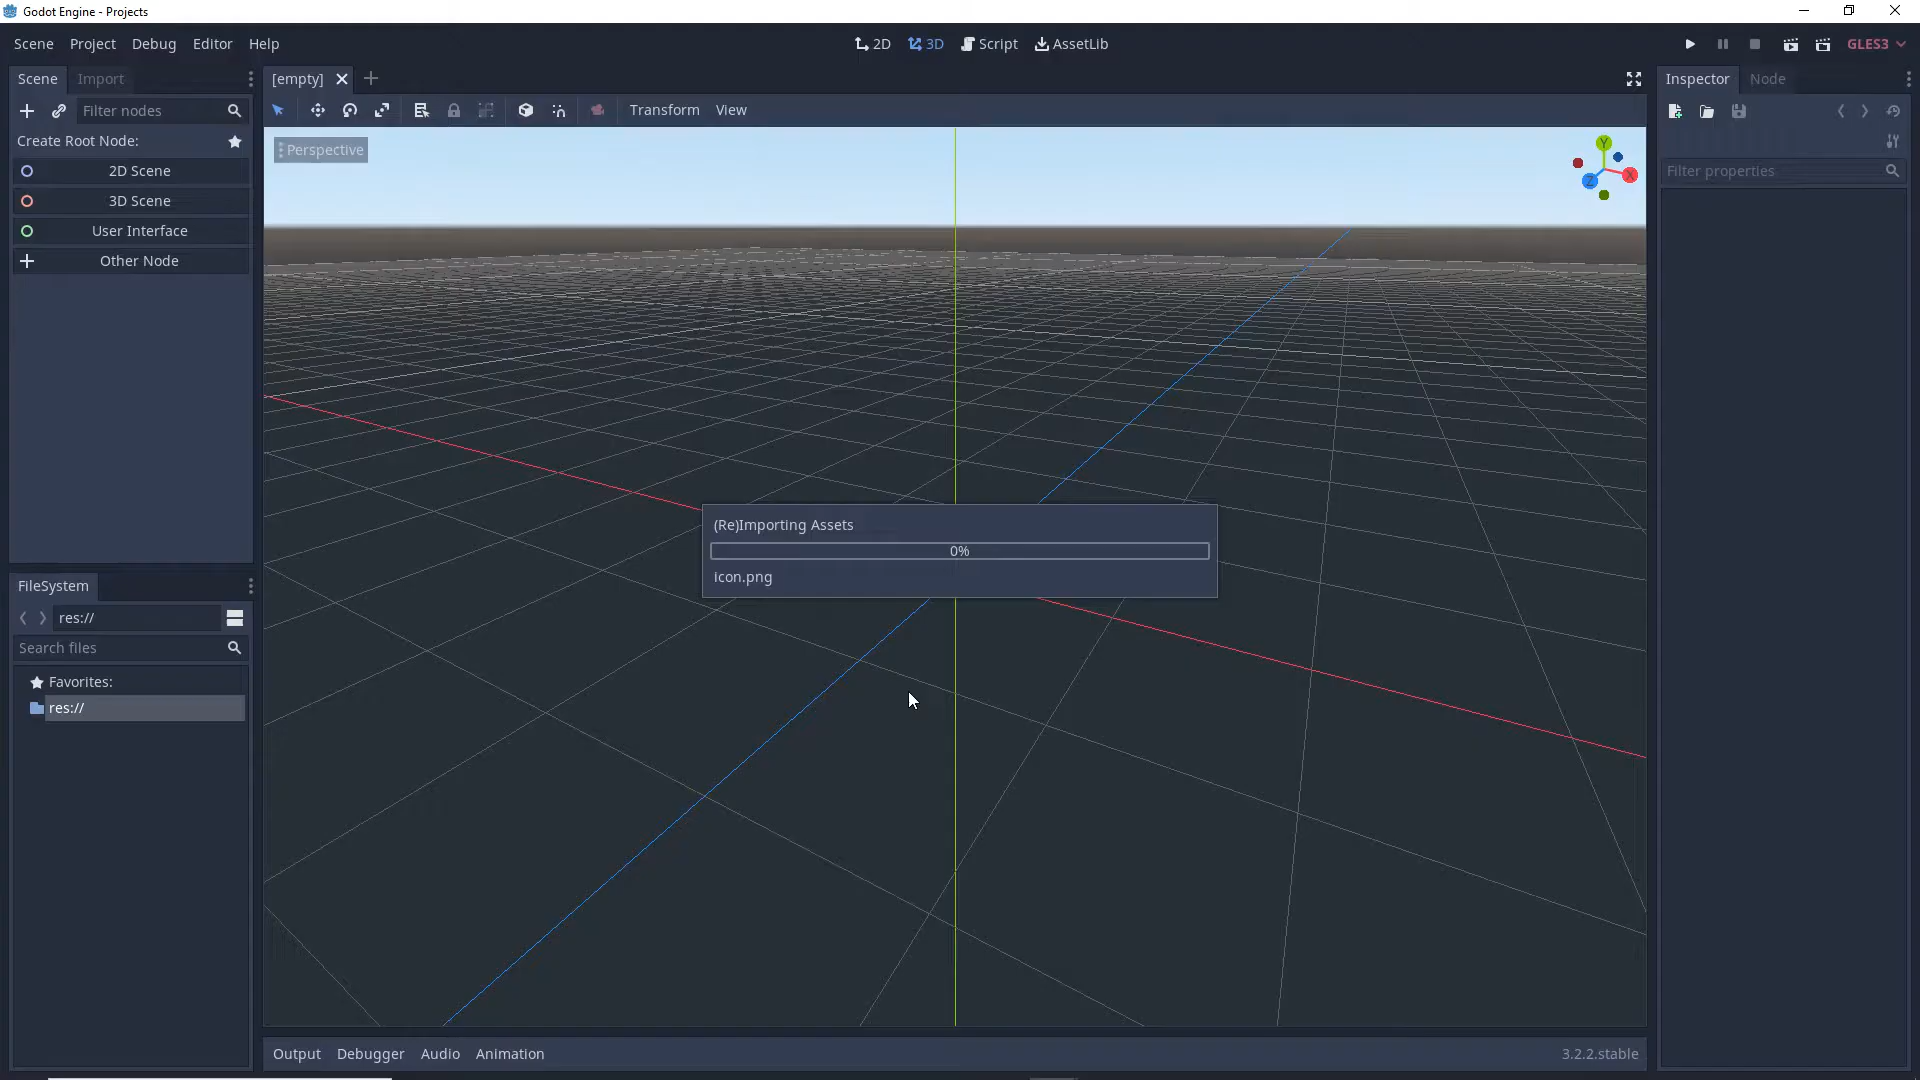 Godot Engine - Projects
Scene Project Debug Editor Help
2D 3D Script AssetLib
GLES3
Scene Import
[empty]
Inspector Node
Filter nodes
Transform View
Create Root Node:
2D Scene
3D Scene
User Interface
Other Node
Perspective
Y
X
Z
Filter properties
(Re)Importing Assets
0%
icon.png
FileSystem
res://
Search files
Favorites:
res://
Output Debugger Audio Animation
3.2.2.stable